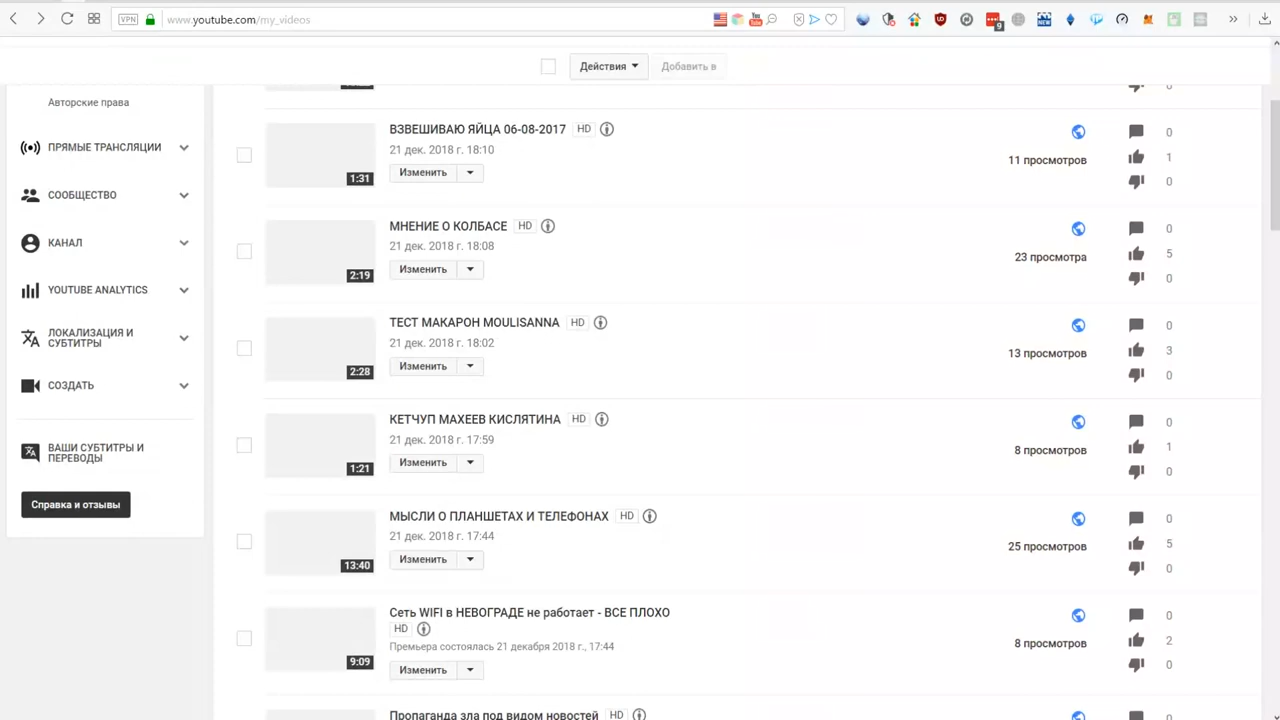 VPN
www.youtube.com/my_videos
9
NEW
Действия
Добавить в
Авторские права
ПРЯМЫЕ ТРАНСЛЯЦИИ
СООБЩЕСТВО
КАНАЛ
YOUTUBE ANALYTICS
ЛОКАЛИЗАЦИЯ И
СУБТИТРЫ
СОЗДАТЬ
ВАШИ СУБТИТРЫ И
ПЕРЕВОДЫ
Справка и отзывы
0
ВЗВЕШИВАЮ ЯЙЦА 06-08-2017 HD
21 дек. 2018 г. 18:10
Изменить
1:31
11 просмотров
0
1
0
МНЕНИЕ О КОЛБАСЕ HD
21 дек. 2018 г. 18:08
Изменить
2:19
23 просмотра
0
5
0
ТЕСТ МАКАРОН MOULISANNA HD
21 дек. 2018 г. 18:02
Изменить
2:28
13 просмотров
0
3
0
КЕТЧУП МАХЕЕВ КИСЛЯТИНА HD
21 дек. 2018 г. 17:59
Изменить
1:21
8 просмотров
0
1
0
МЫСЛИ О ПЛАНШЕТАХ И ТЕЛЕФОНАХ HD
21 дек. 2018 г. 17:44
Изменить
13:40
25 просмотров
0
5
0
Сеть WIFI в НЕВОГРАДЕ не работает - ВСЕ ПЛОХО
HD
Премьера состоялась 21 декабря 2018 г., 17:44
Изменить
9:09
8 просмотров
0
2
0
Пропаганда зла под видом новостей HD
0